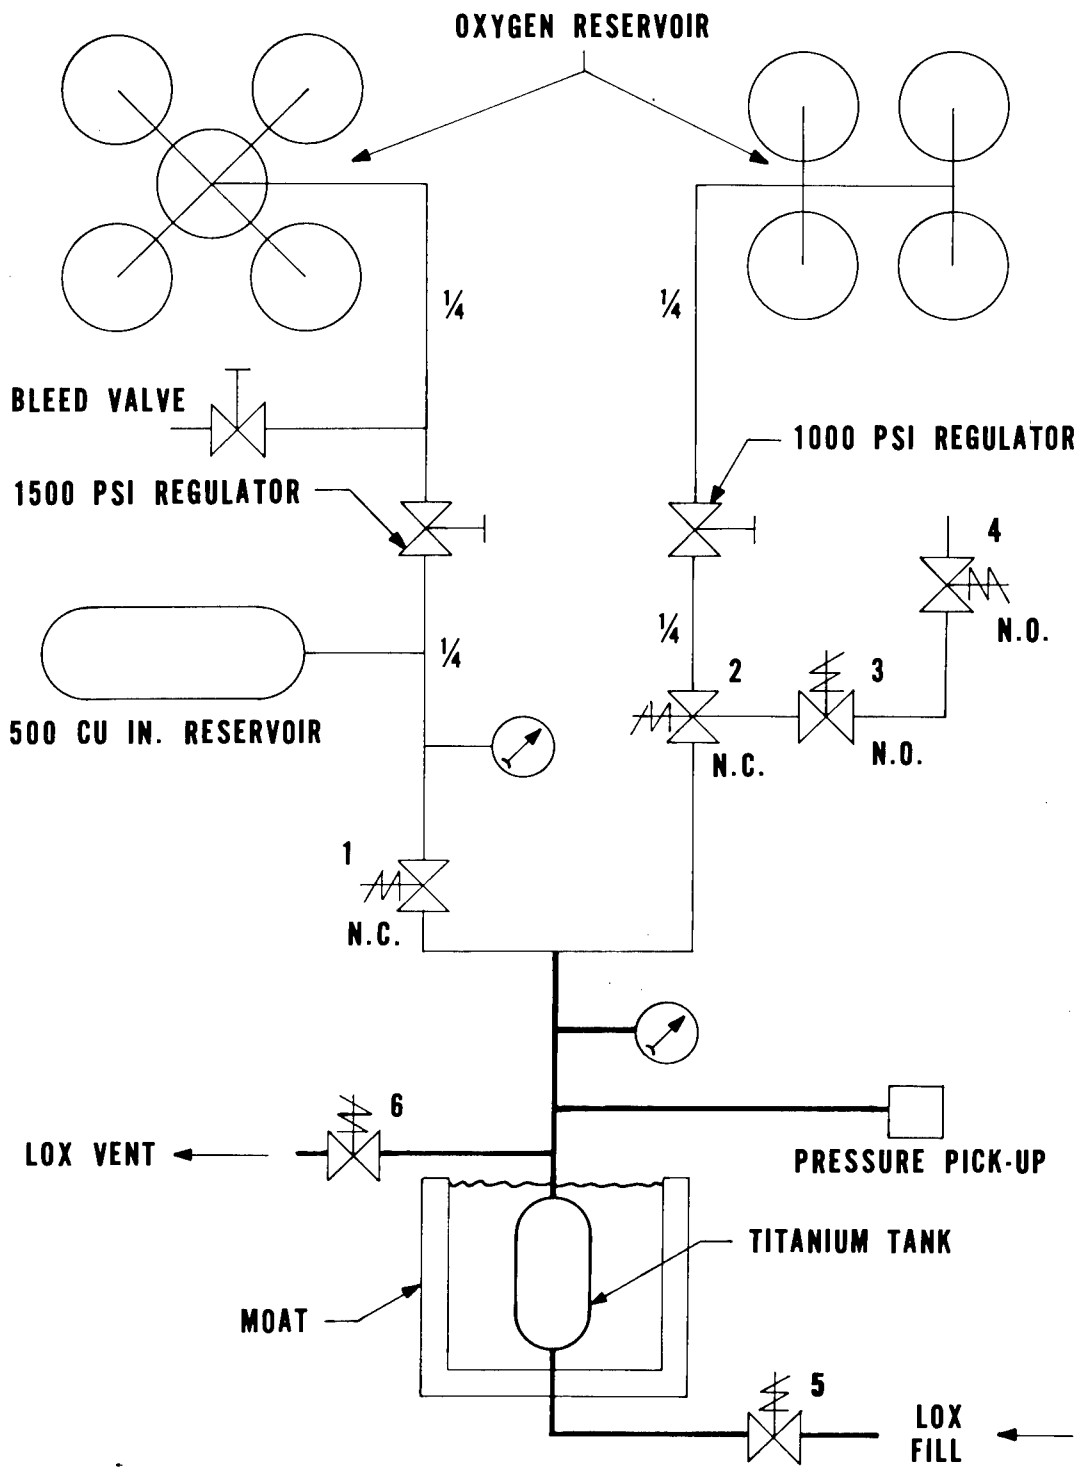 OXYGEN RESERVOIR
1/4
1/4
BLEED VALVE
1000 PSI REGULATOR
1500 PSI REGULATOR
4
1/4
1/4
N.O.
2
3
500 CU IN. RESERVOIR
N.C.
N.O.
1
N.C.
6
LOX VENT
PRESSURE PICK-UP
TITANIUM TANK
MOAT
5
LOX
FILL